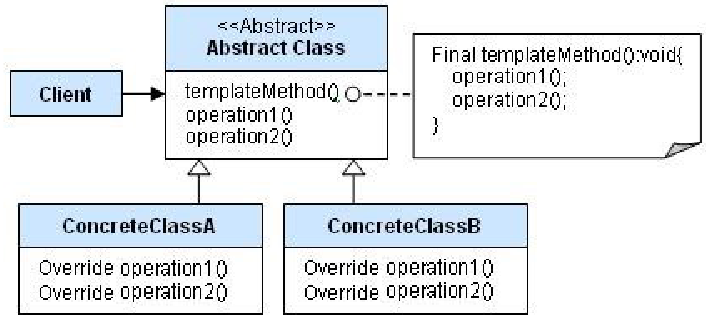 <<Abstract>>
Abstract Class
Client
templateMethod()
operation1()
operation2()
Final templateMethod():void{
operation1();
operation2();
}
ConcreteClassA
Override operation1()
Override operation2()
ConcreteClassB
Override operation1()
Override operation2()